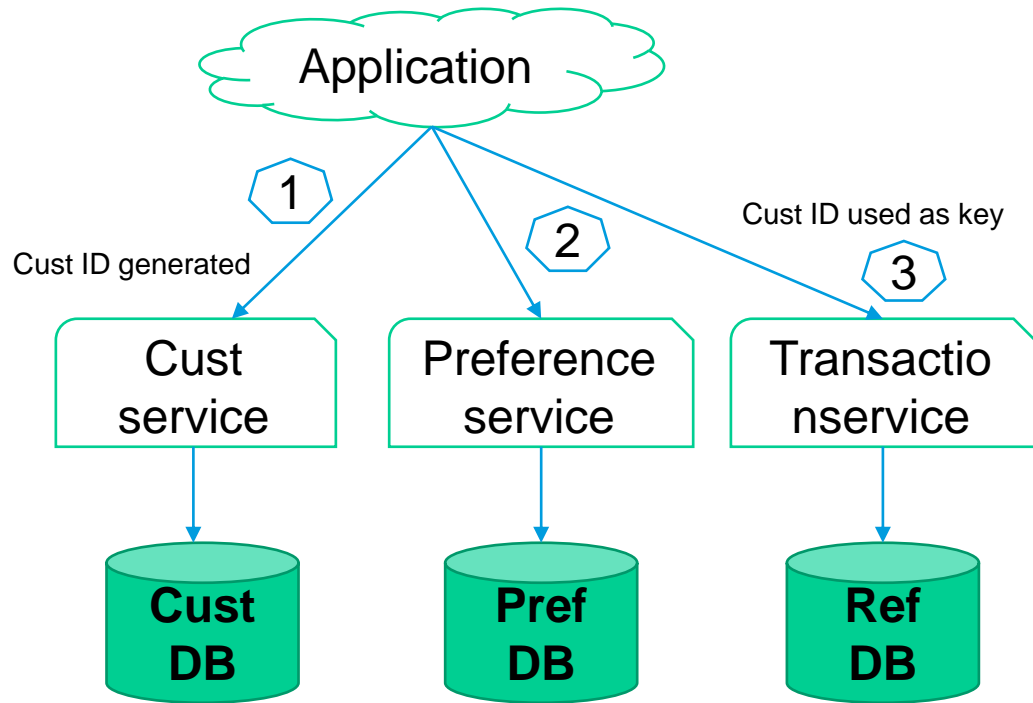 Application
1
2
Cust ID used as key
Cust ID generated
3
Cust
service
Preference
service
Transactio
nservice
Cust
DB
Pref
DB
Ref
DB